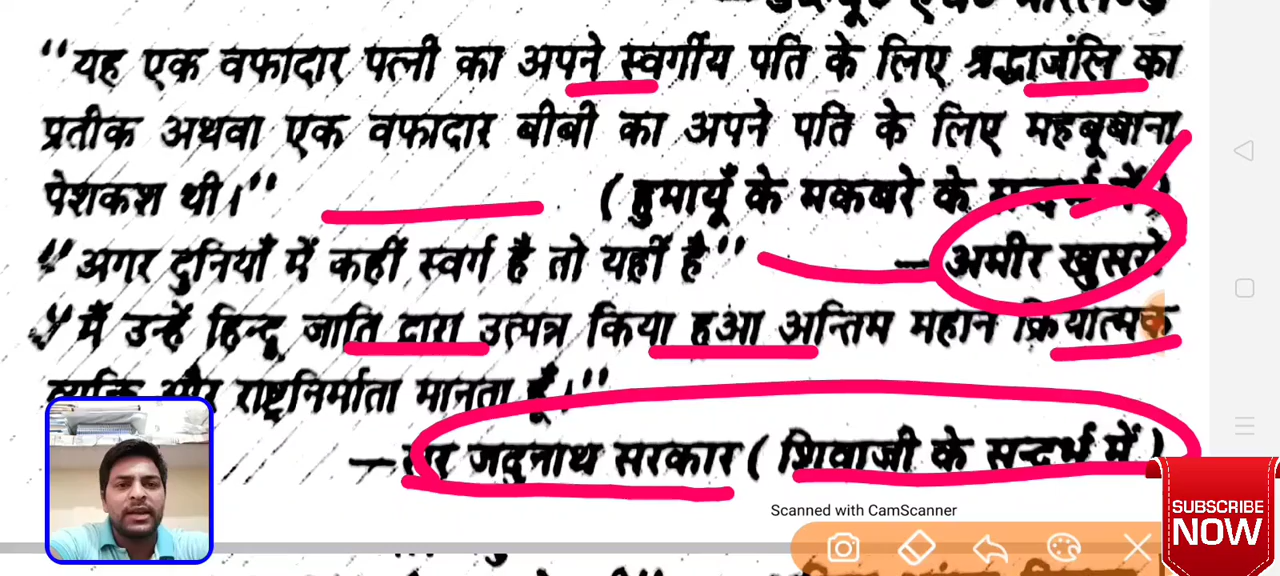 "यह एक वफादार पत्नी का अपने स्वर्गीय पति के लिए श्रद्धाजंलि का
प्रतीक अथवा एक वफादार बीबी का अपने पति के लिए महबूबाना
पेशकश थी।" (हुमायूँ के मकबरे के सन्दर्भ में)
"अगर दुनियाँ में कहीं स्वर्ग है तो यहीं है" — अमीर खुसरो
"मैं उन्हें हिन्दू जाति द्वारा उत्पन्न किया हुआ अन्तिम महान क्रियात्मक
व्यक्ति और राष्ट्रनिर्माता मानता हूँ।"
— सर जदुनाथ सरकार (शिवाजी के सन्दर्भ में)
Scanned with CamScanner
SUBSCRIBE
NOW